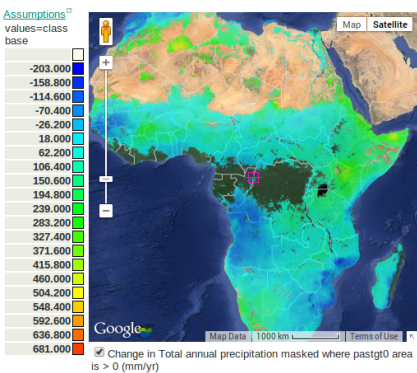 Assumptions
values=class
base
-203.000
-158.800
-114.600
-70.400
-26.200
18.000
62.200
106.400
150.600
194.800
239.000
283.200
327.400
371.600
415.800
460.000
504.200
548.400
592.600
636.800
681.000
Map Satellite
Google
Map Data 1000 km Terms of Use
Change in Total annual precipitation masked where pastgt0 area
is > 0 (mm/yr)